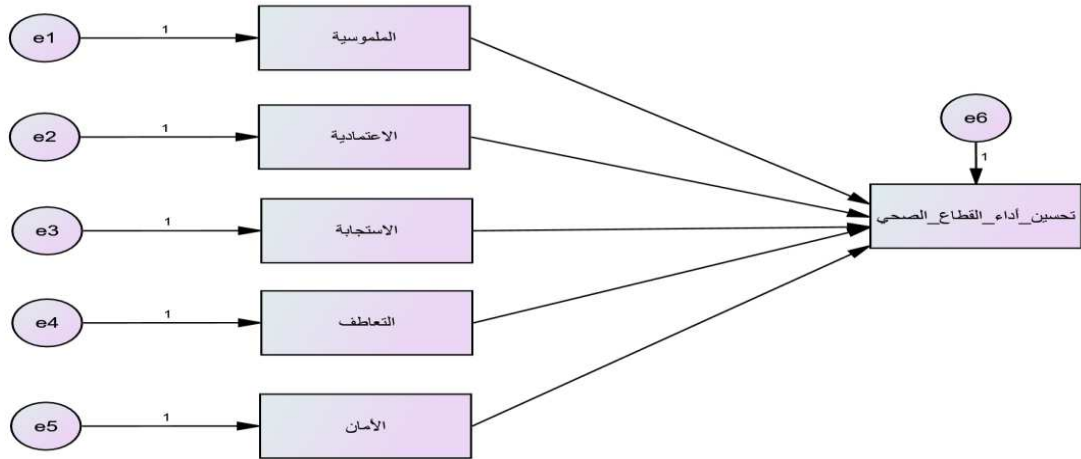 e1
1
الملموسية
e2
1
الاعتمادية
e3
1
الاستجابة
e4
1
التعاطف
e5
1
الأمان
e6
1
تحسين_أداء_القطاع_الصحي